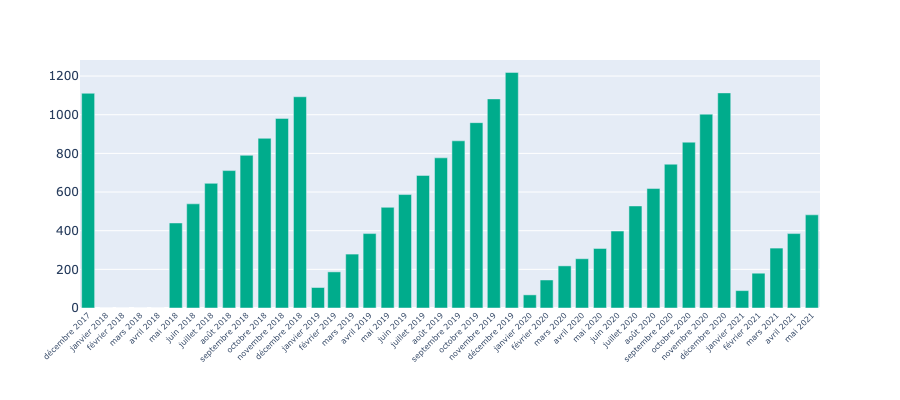 1200
1000
800
600
400
200
0
décembre 2017
janvier 2018
février 2018
mars 2018
avril 2018
mai 2018
juin 2018
juillet 2018
août 2018
septembre 2018
octobre 2018
novembre 2018
décembre 2018
janvier 2019
février 2019
mars 2019
avril 2019
mai 2019
juin 2019
juillet 2019
août 2019
septembre 2019
octobre 2019
novembre 2019
décembre 2019
janvier 2020
février 2020
mars 2020
avril 2020
mai 2020
juin 2020
juillet 2020
août 2020
septembre 2020
octobre 2020
novembre 2020
décembre 2020
janvier 2021
février 2021
mars 2021
avril 2021
mai 2021